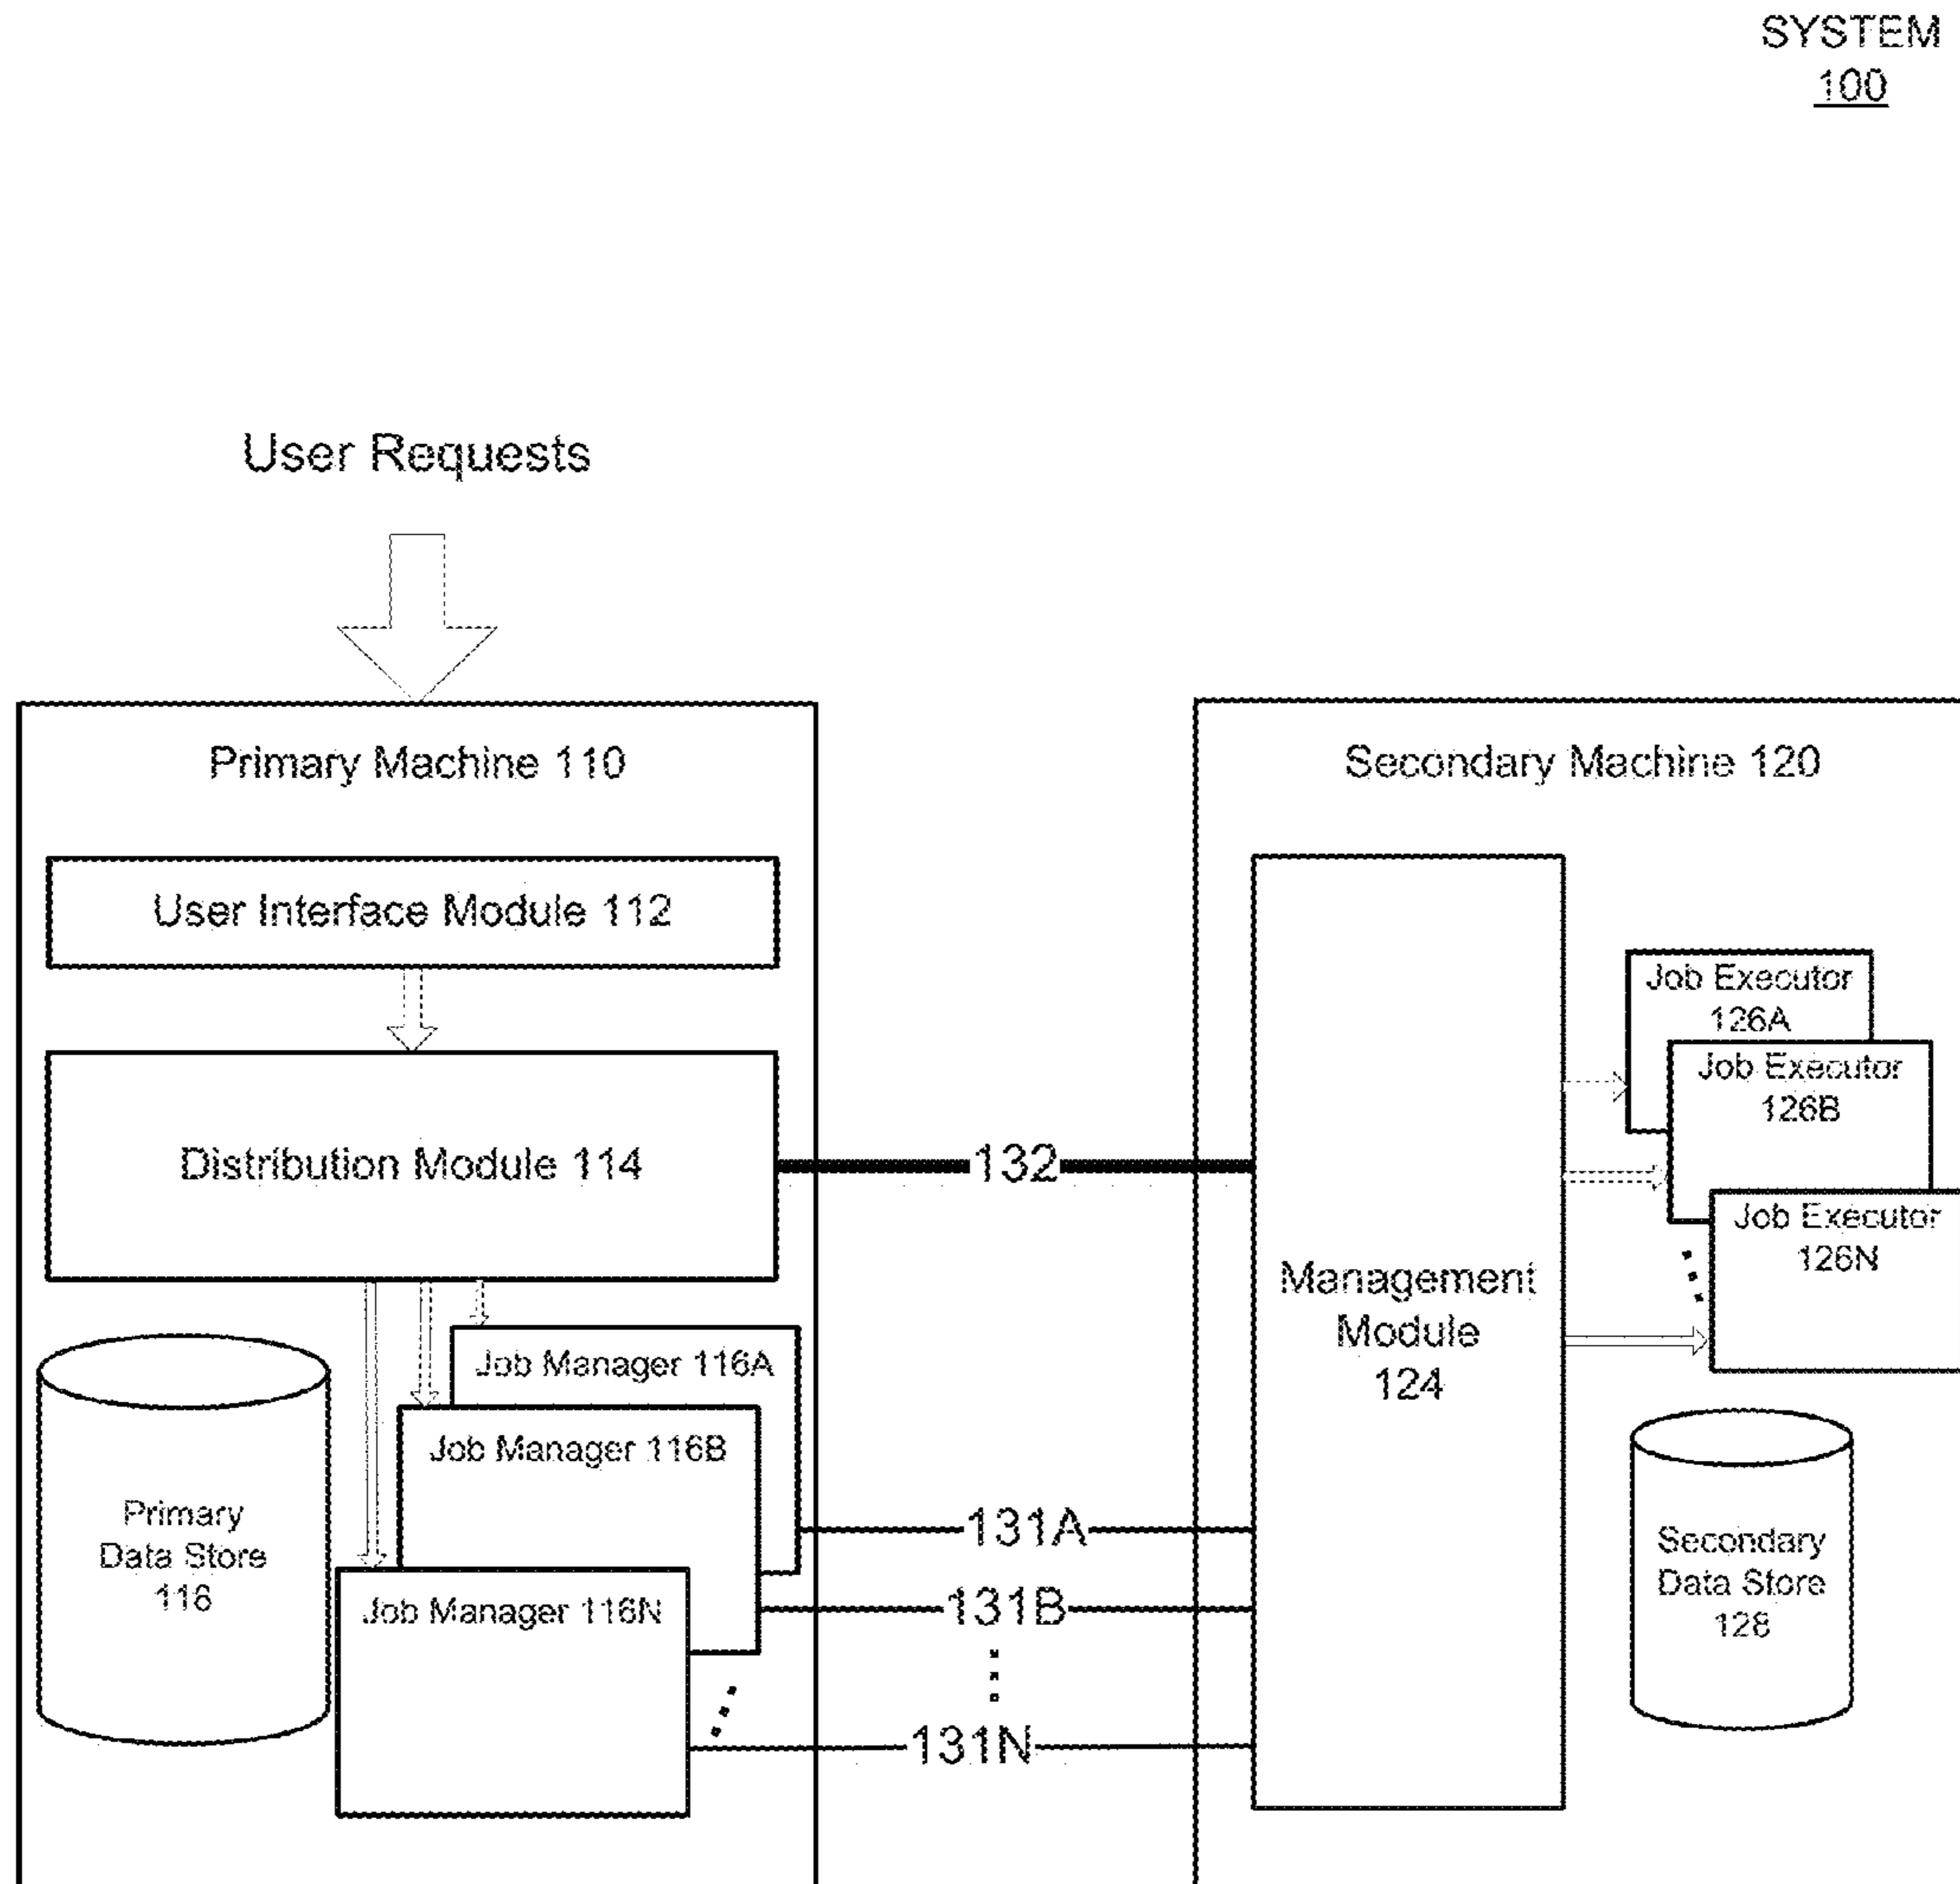 SYSTEM
100
User Requests
Primary Machine 110
User Interface Module 112
Distribution Module 114
Job Manager 116A
Job Manager 116B
Job Manager 116N
Primary
Data Store
116
132
131A
131B
131N
Secondary Machine 120
Management
Module
124
Job Executor
126A
Job Executor
126B
Job Executor
126N
Secondary
Data Store
128